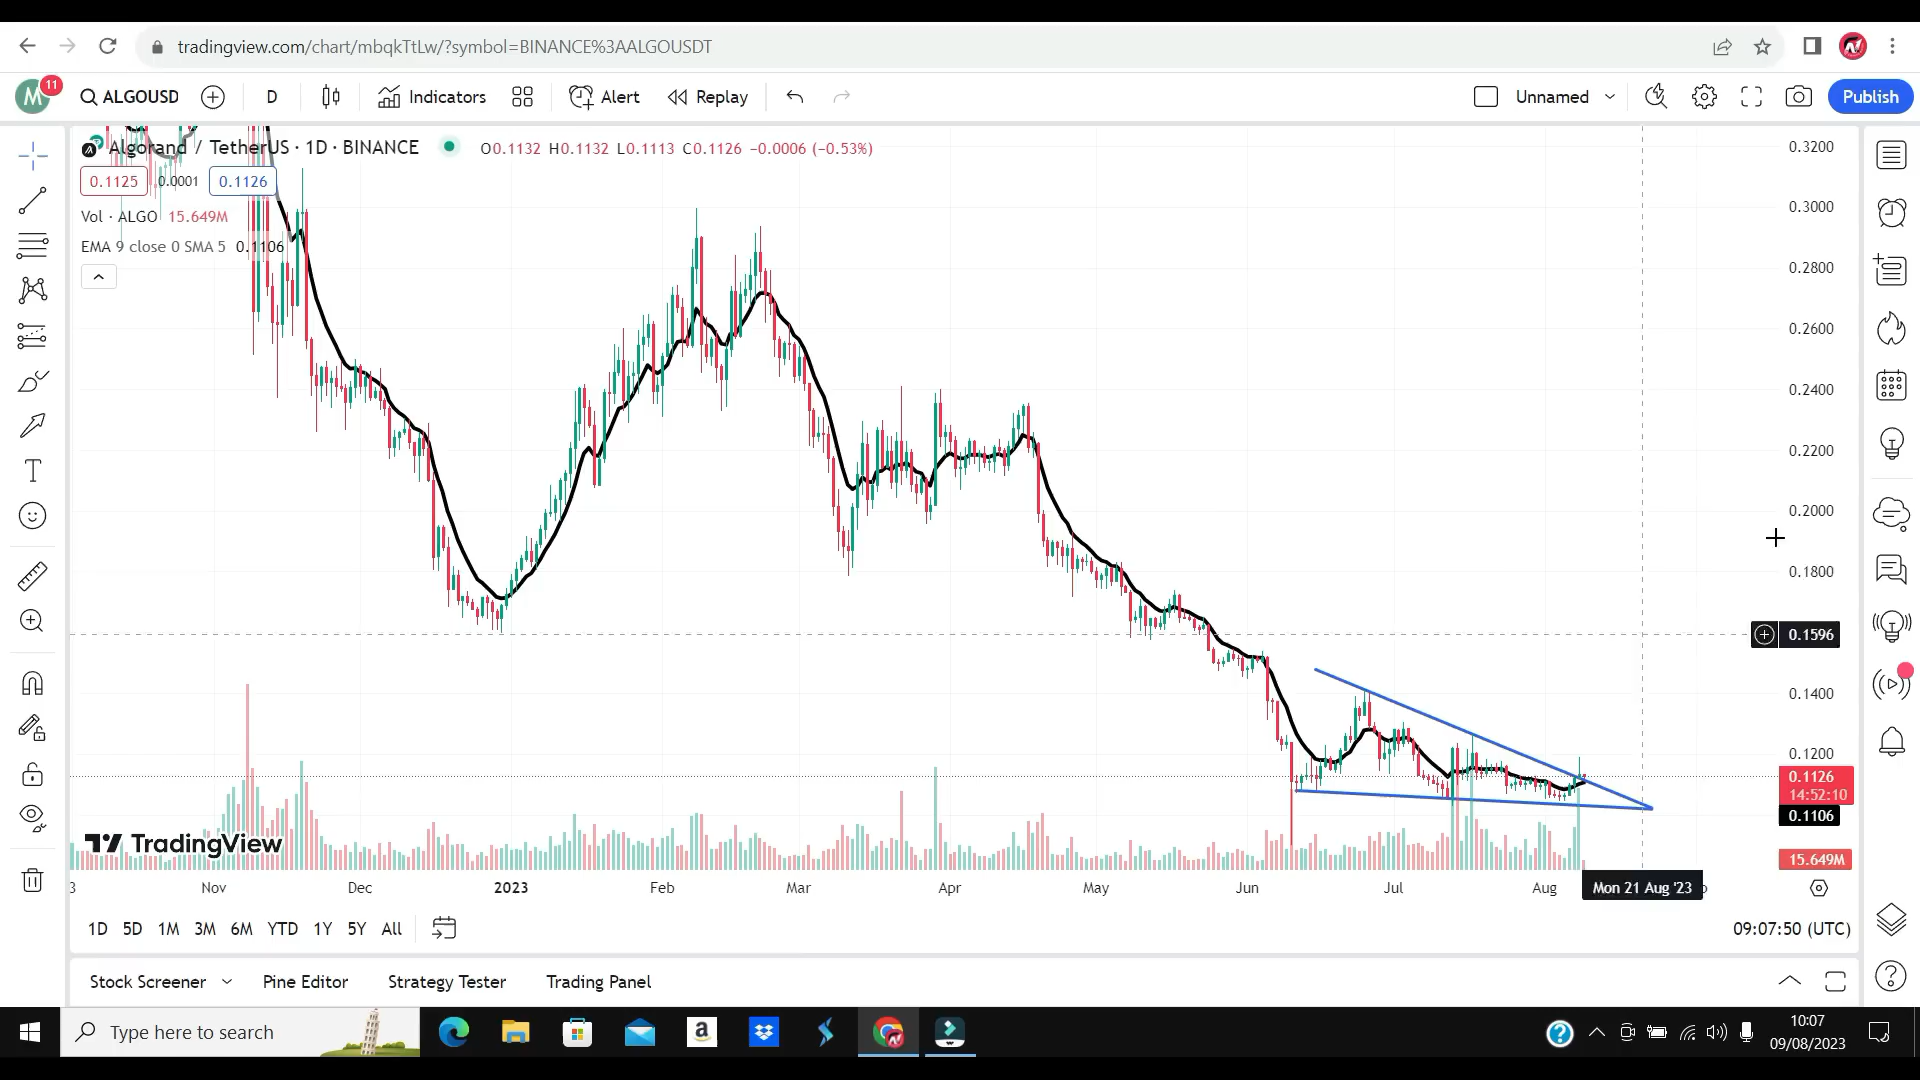 tradingview.com/chart/mbqkTtLw/?symbol=BINANCE%3AALGOUSDT
M 11 ALGOUSD D Indicators Alert Replay Unnamed Publish
Algorand / TetherUS · 1D · BINANCE O0.1132 H0.1132 L0.1113 C0.1126 −0.0006 (−0.53%)
0.1125 0.0001 0.1126
Vol · ALGO 15.649M
EMA 9 close 0 SMA 5 0.1106
0.3200
0.3000
0.2800
0.2600
0.2400
0.2200
0.2000
0.1800
0.1596
0.1400
0.1200
0.1126
14:52:10
0.1106
15.649M
TradingView
3 Nov Dec 2023 Feb Mar Apr May Jun Jul Aug Mon 21 Aug '23
1D 5D 1M 3M 6M YTD 1Y 5Y All 09:07:50 (UTC)
Stock Screener Pine Editor Strategy Tester Trading Panel
Type here to search
10:07
09/08/2023